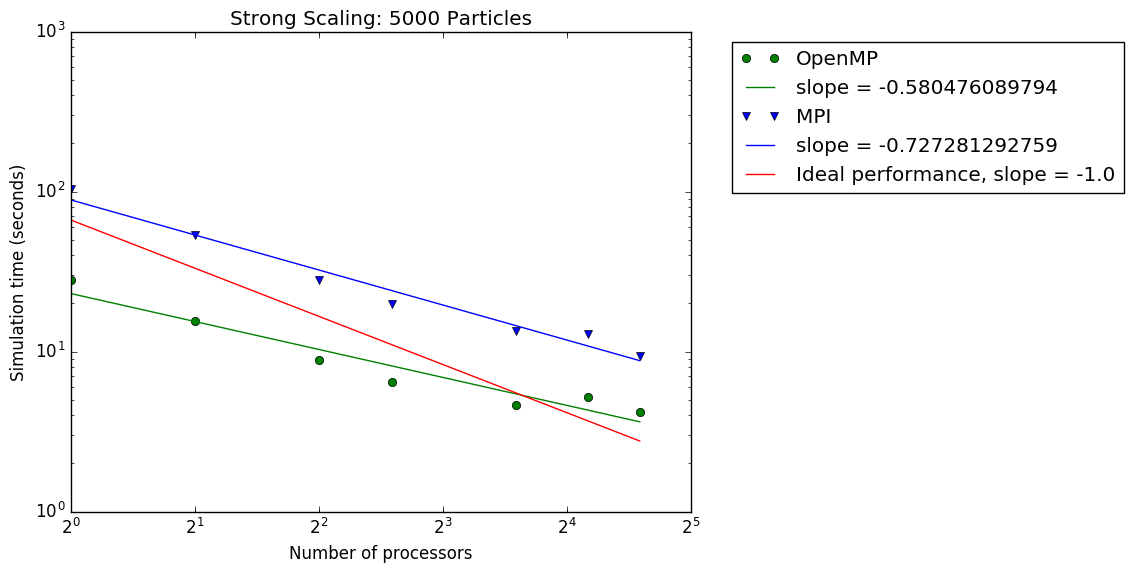 Strong Scaling: 5000 Particles
10^3
10^2
10^1
10^0
Simulation time (seconds)
2^0
2^1
2^2
2^3
2^4
2^5
Number of processors
OpenMP
slope = -0.580476089794
MPI
slope = -0.727281292759
Ideal performance, slope = -1.0